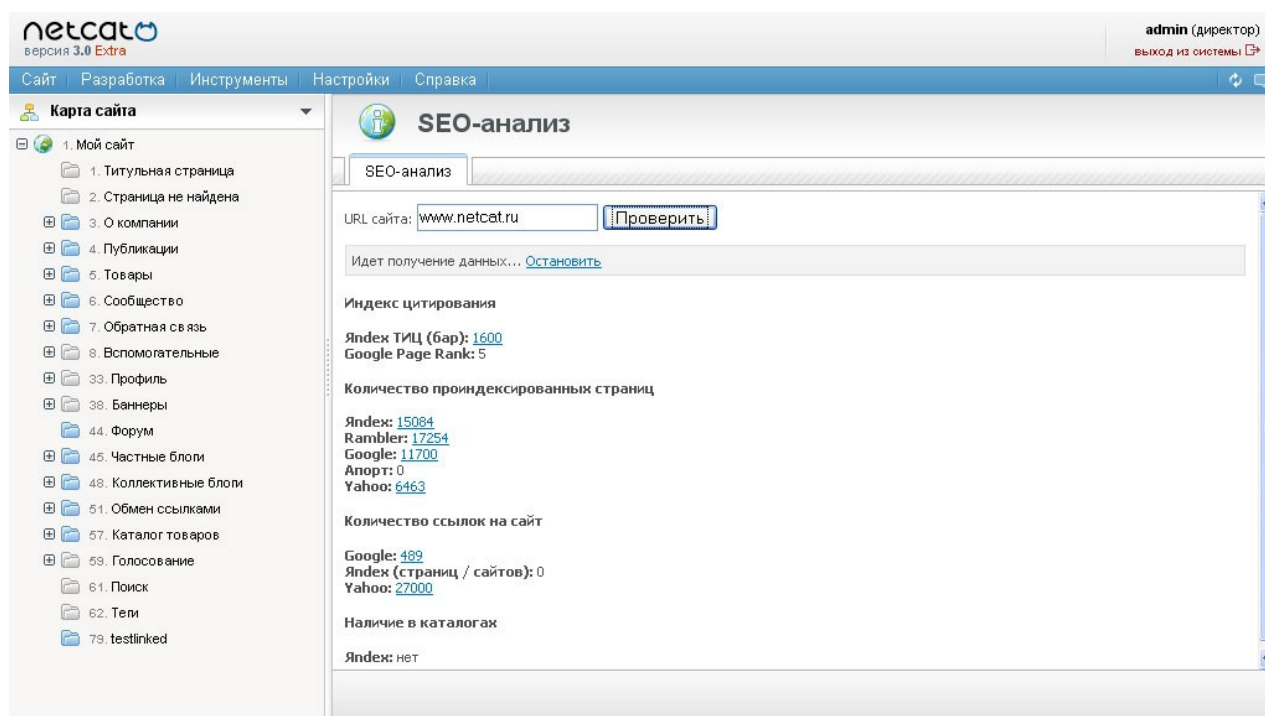 netcat
версия 3.0 Extra
admin (директор)
выход из системы
Сайт Разработка Инструменты Настройки Справка
Карта сайта
1. Мой сайт
1. Титульная страница
2. Страница не найдена
3. О компании
4. Публикации
5. Товары
6. Сообщество
7. Обратная связь
8. Вспомогательные
33. Профиль
38. Баннеры
44. Форум
45. Частные блоги
48. Коллективные блоги
51. Обмен ссылками
57. Каталог товаров
59. Голосование
61. Поиск
62. Теги
79. testlinked
SEO-анализ
SEO-анализ
URL сайта: www.netcat.ru Проверить
Идет получение данных... Остановить
Индекс цитирования
Яndex ТИЦ (бар): 1600
Google Page Rank: 5
Количество проиндексированных страниц
Яndex: 15084
Rambler: 17254
Google: 11700
Апорт: 0
Yahoo: 6463
Количество ссылок на сайт
Google: 489
Яndex (страниц / сайтов): 0
Yahoo: 27000
Наличие в каталогах
Яndex: нет